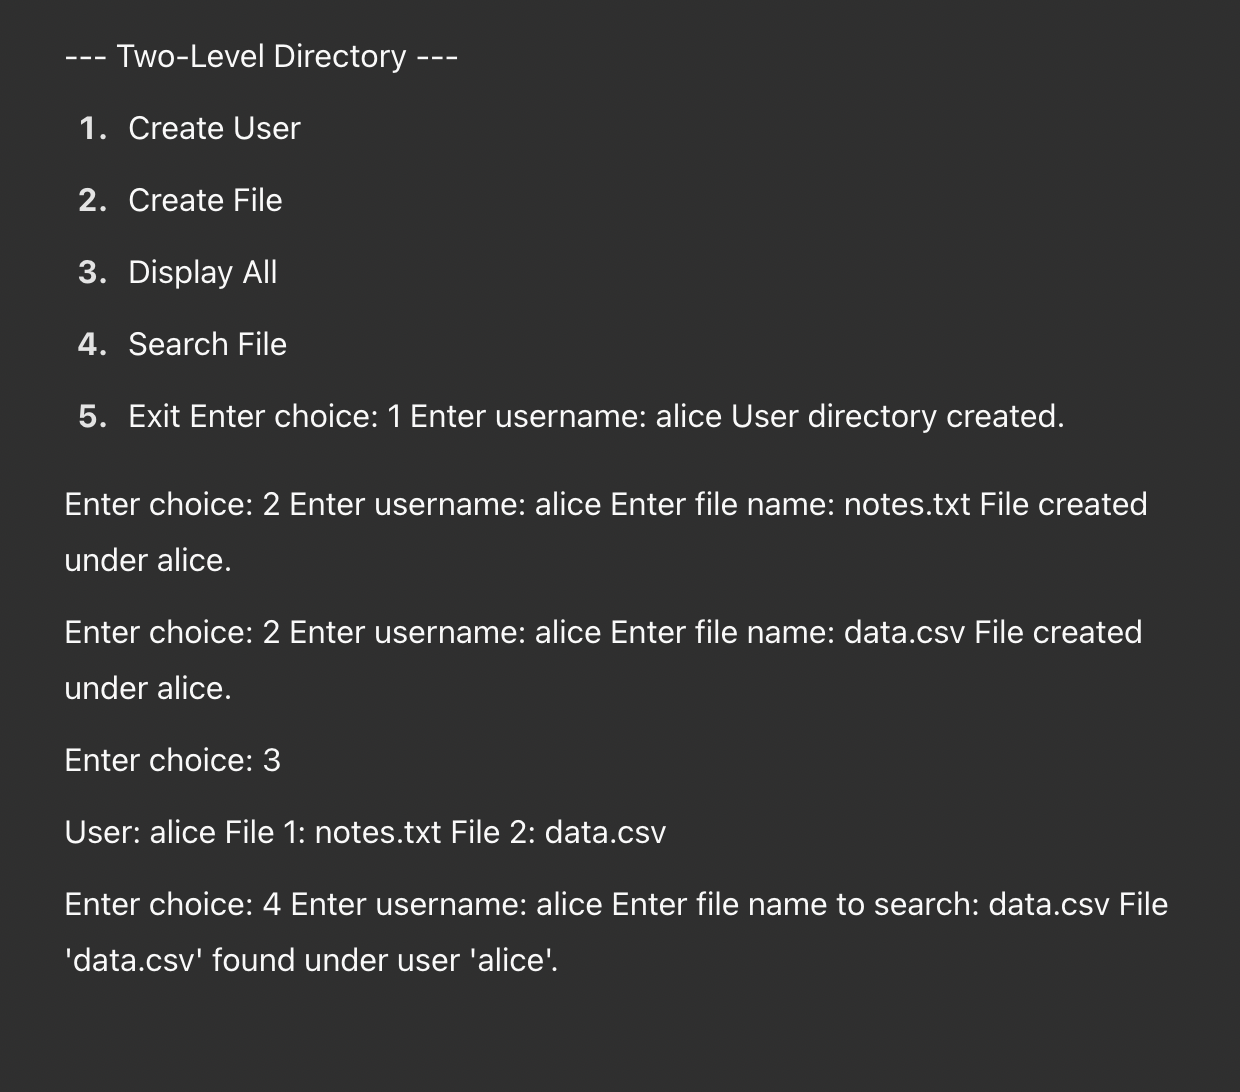 --- Two-Level Directory ---
1. Create User
2. Create File
3. Display All
4. Search File
5. Exit Enter choice: 1 Enter username: alice User directory created.
Enter choice: 2 Enter username: alice Enter file name: notes.txt File created
under alice.
Enter choice: 2 Enter username: alice Enter file name: data.csv File created
under alice.
Enter choice: 3
User: alice File 1: notes.txt File 2: data.csv
Enter choice: 4 Enter username: alice Enter file name to search: data.csv File
'data.csv' found under user 'alice'.